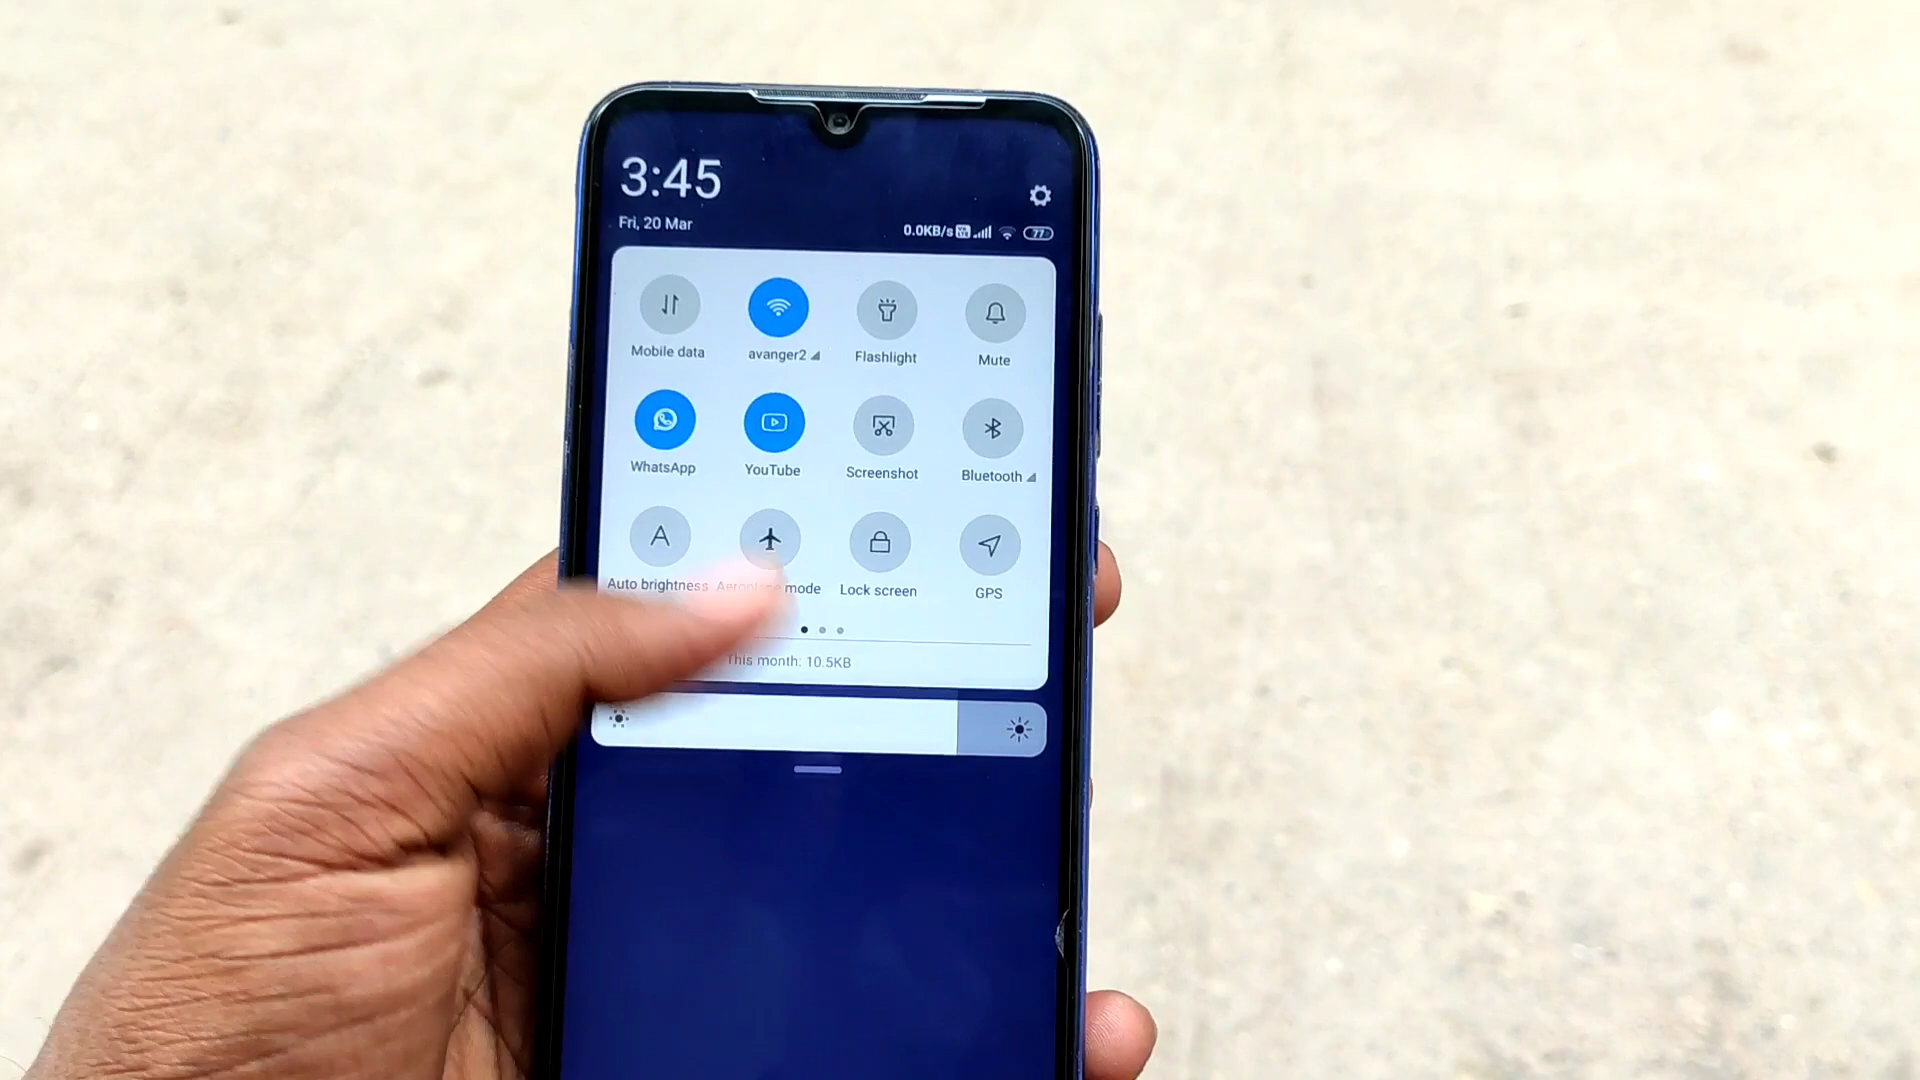 3:45
Fri, 20 Mar
0.0KB/s 77
Mobile data avanger2 Flashlight Mute
WhatsApp YouTube Screenshot Bluetooth
Auto brightness Aeroplane mode Lock screen GPS
This month: 10.5KB